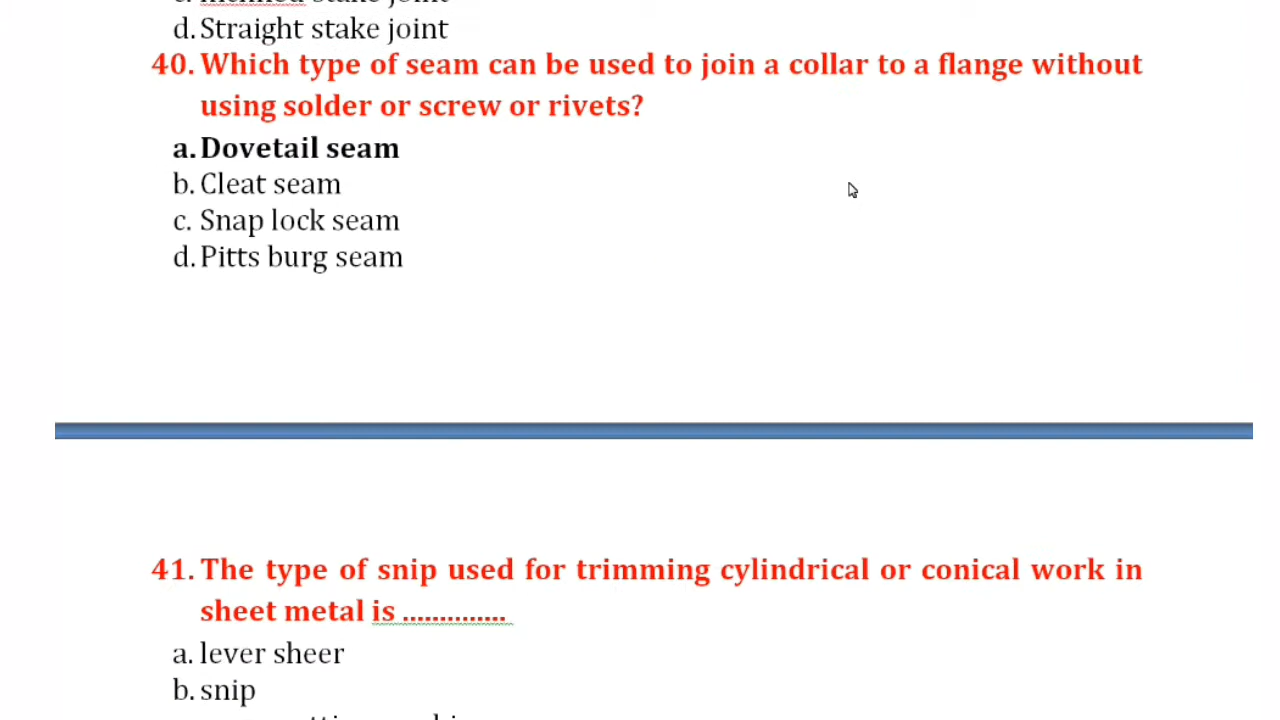 d. Straight stake joint
40. Which type of seam can be used to join a collar to a flange without
using solder or screw or rivets?
a. Dovetail seam
b. Cleat seam
c. Snap lock seam
d. Pitts burg seam
41. The type of snip used for trimming cylindrical or conical work in
sheet metal is ..............
a. lever sheer
b. snip